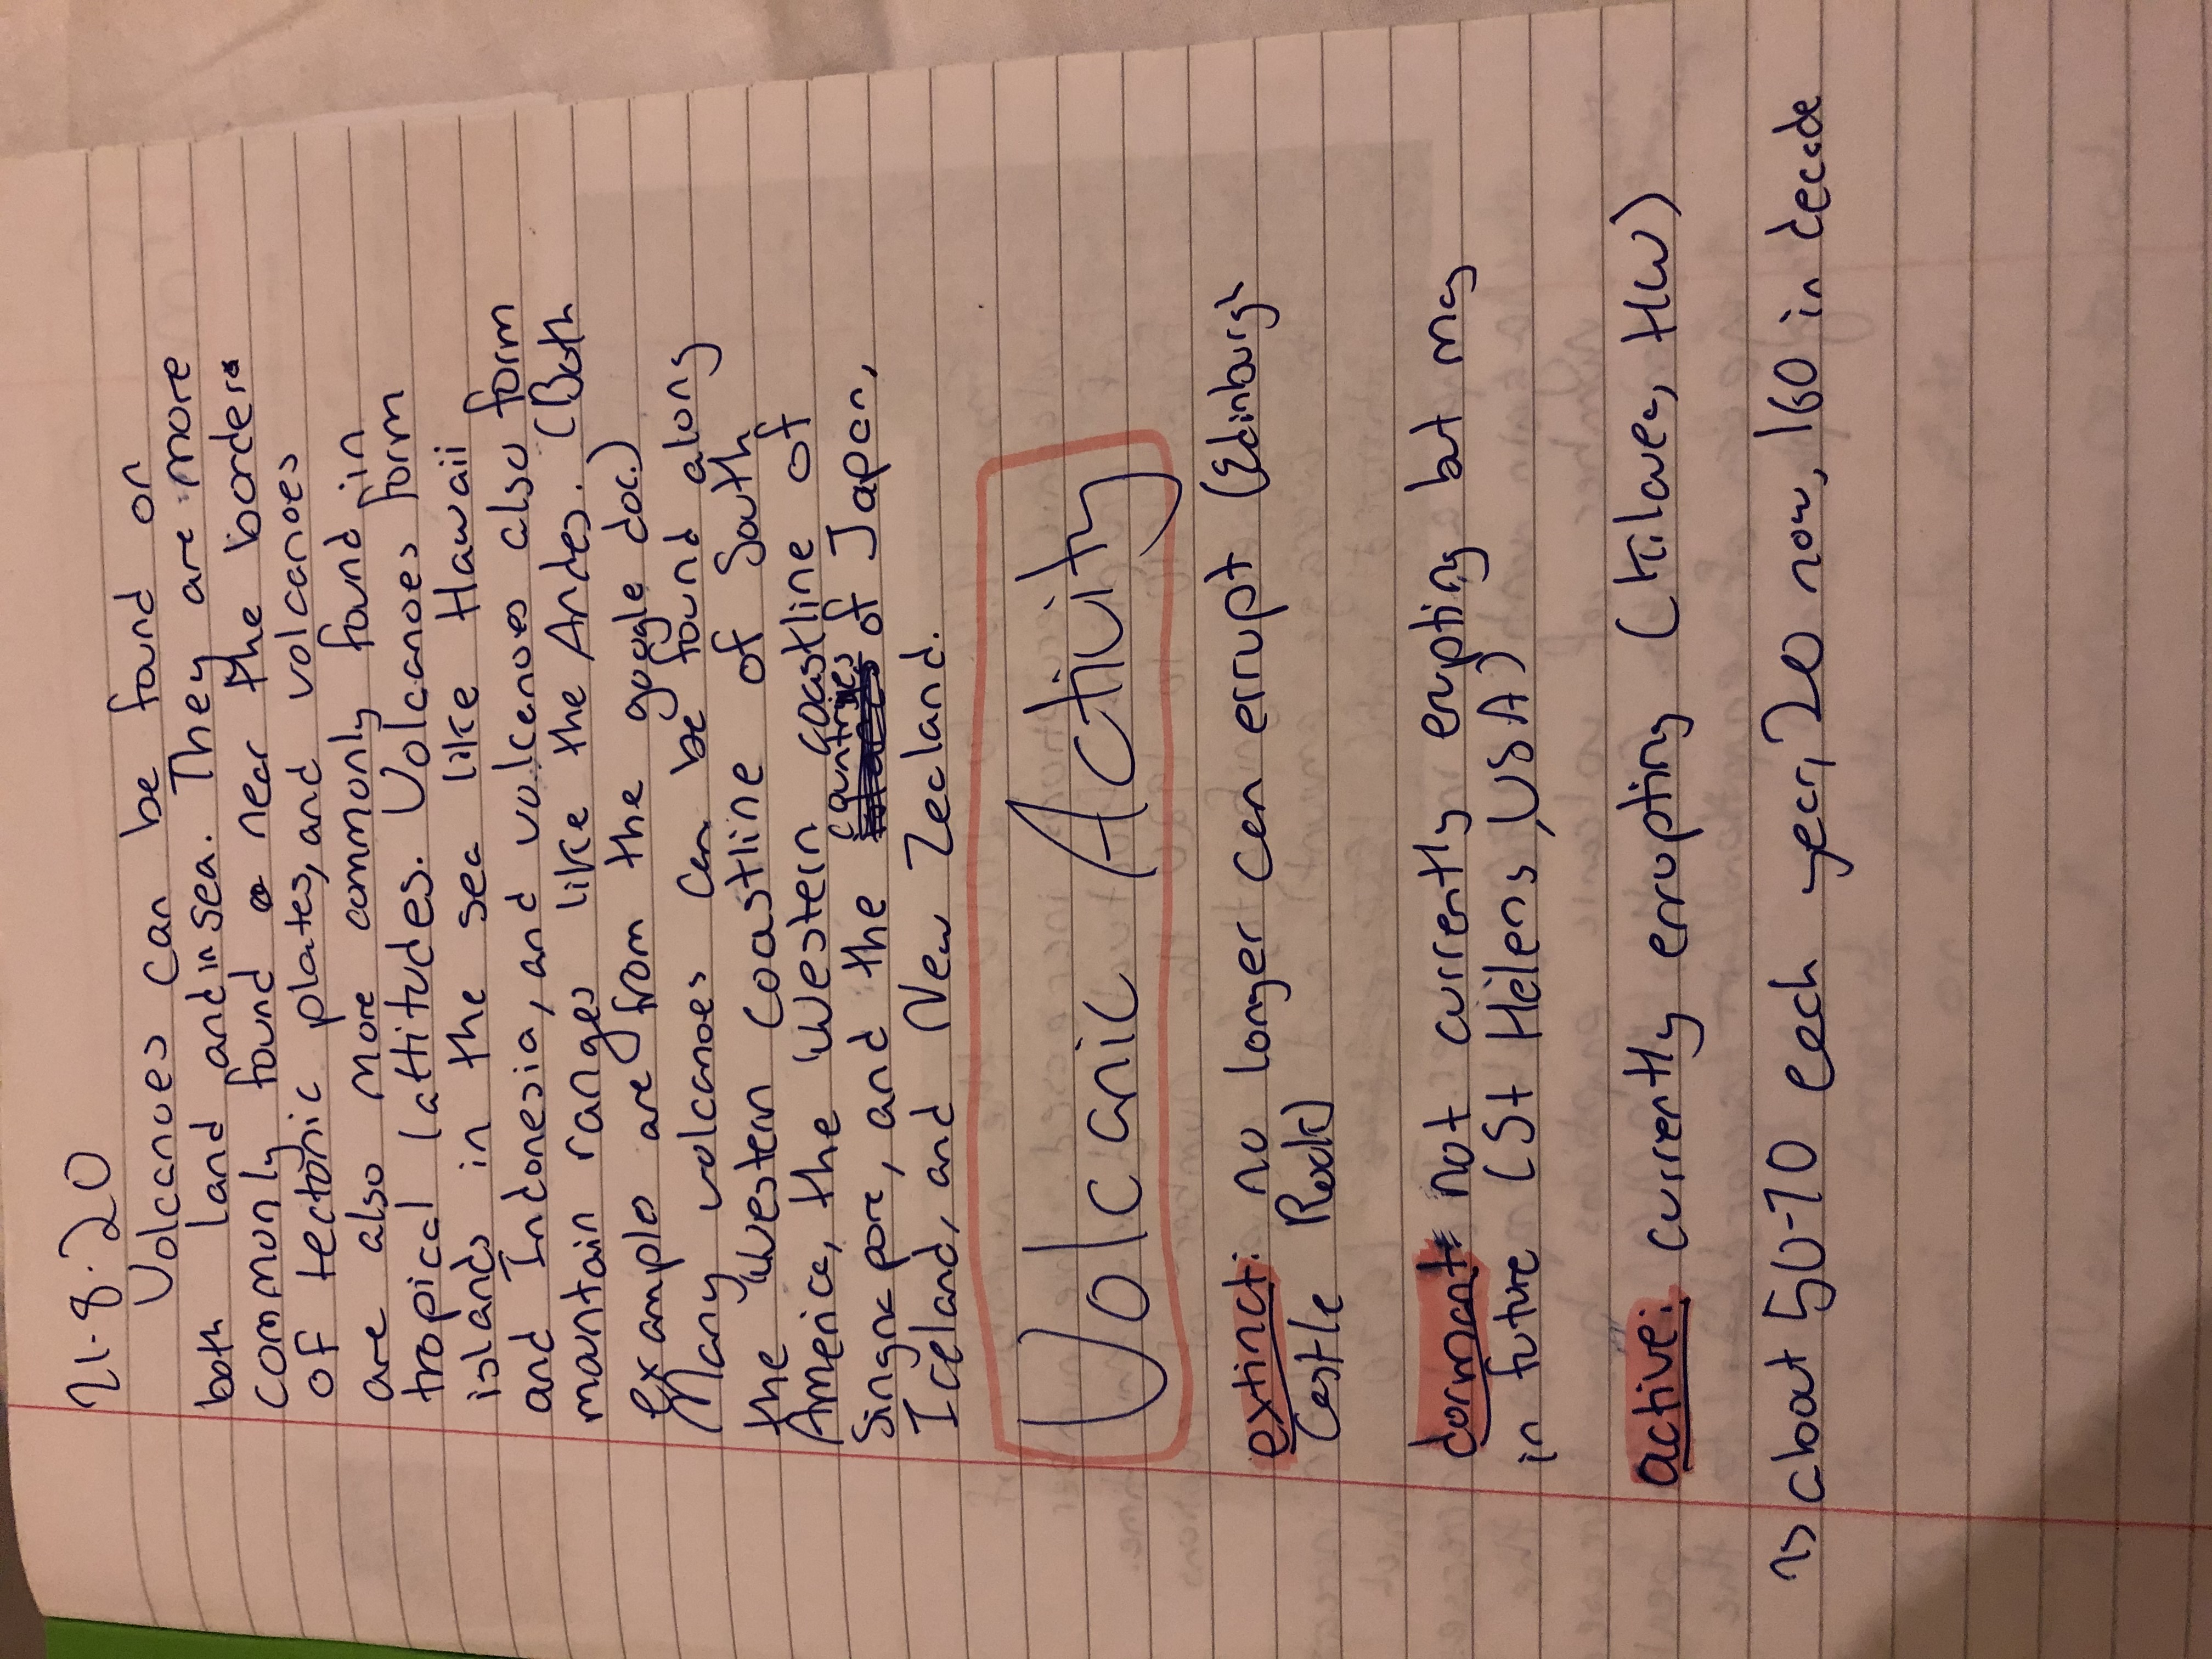 21.8.20
Volcanoes can be found on
both land and in sea. They are more
commonly found near the borders
of tectonic plates, and volcanoes
are also more commonly found in
tropical lattitudes. Volcanoes form
islands in the sea like Hawaii
and Indonesia, and volcanoes also form
mountain ranges like the Andes. (Both
examples are from the google doc.)
Many volcanoes can be found along
the Western coastline of South
America, the Western coastline of
Singnapore, and the countries of Japan,
Iceland, and New Zealand.
Volcanic Activity
extinct: no longer can errupt (Edinburgh
Castle Rock)
dormant: not currently erupting but may
in future (St Helens, USA)
active: currently errupting (Kilauea, HW)
about 50-70 each year, 20 now, 160 in decade